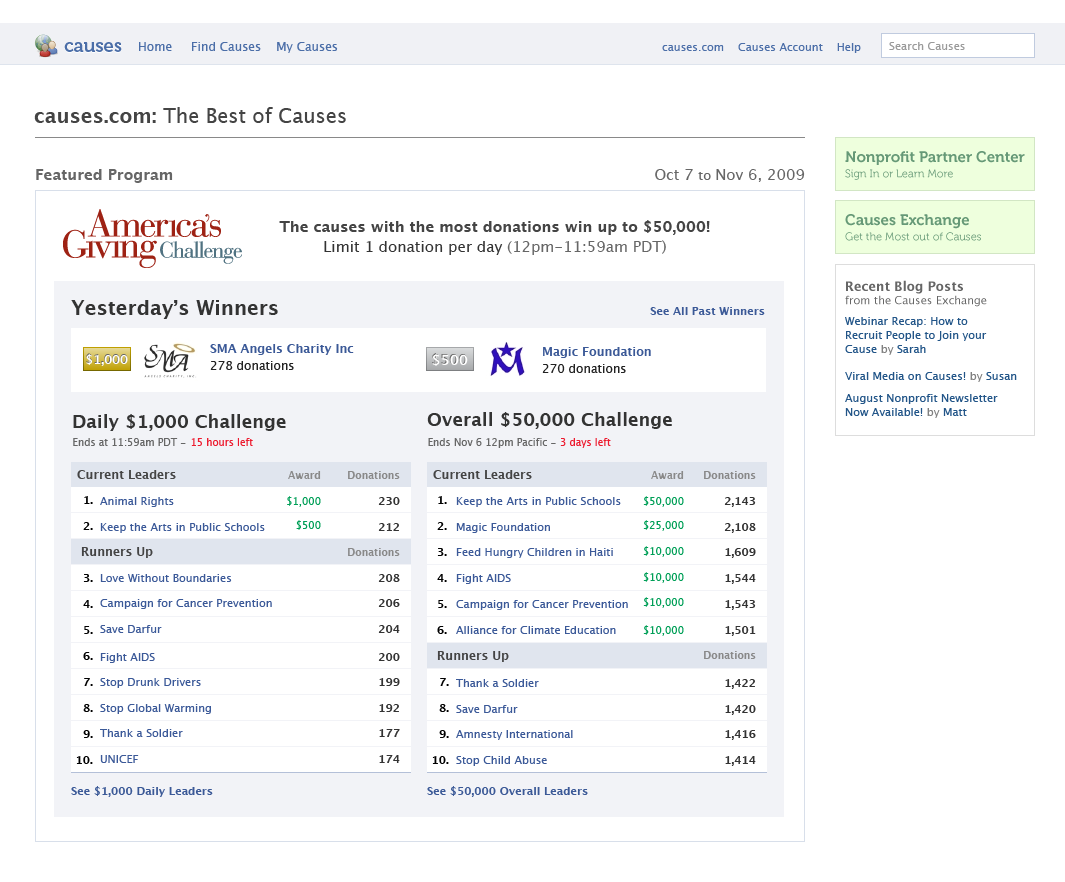 causes Home Find Causes My Causes causes.com Causes Account Help Search Causes
causes.com: The Best of Causes
Featured Program Oct 7 to Nov 6, 2009
America's
Giving Challenge
The causes with the most donations win up to $50,000!
Limit 1 donation per day (12pm–11:59am PDT)
Yesterday's Winners See All Past Winners
$1,000
SMA
ANGELS CHARITY, INC
SMA Angels Charity Inc
278 donations
$500
M
Magic Foundation
270 donations
Daily $1,000 Challenge
Ends at 11:59am PDT – 15 hours left
Current Leaders Award Donations
1. Animal Rights $1,000 230
2. Keep the Arts in Public Schools $500 212
Runners Up Donations
3. Love Without Boundaries 208
4. Campaign for Cancer Prevention 206
5. Save Darfur 204
6. Fight AIDS 200
7. Stop Drunk Drivers 199
8. Stop Global Warming 192
9. Thank a Soldier 177
10. UNICEF 174
See $1,000 Daily Leaders
Overall $50,000 Challenge
Ends Nov 6 12pm Pacific – 3 days left
Current Leaders Award Donations
1. Keep the Arts in Public Schools $50,000 2,143
2. Magic Foundation $25,000 2,108
3. Feed Hungry Children in Haiti $10,000 1,609
4. Fight AIDS $10,000 1,544
5. Campaign for Cancer Prevention $10,000 1,543
6. Alliance for Climate Education $10,000 1,501
Runners Up Donations
7. Thank a Soldier 1,422
8. Save Darfur 1,420
9. Amnesty International 1,416
10. Stop Child Abuse 1,414
See $50,000 Overall Leaders
Nonprofit Partner Center
Sign In or Learn More
Causes Exchange
Get the Most out of Causes
Recent Blog Posts
from the Causes Exchange
Webinar Recap: How to
Recruit People to Join your
Cause by Sarah
Viral Media on Causes! by Susan
August Nonprofit Newsletter
Now Available! by Matt